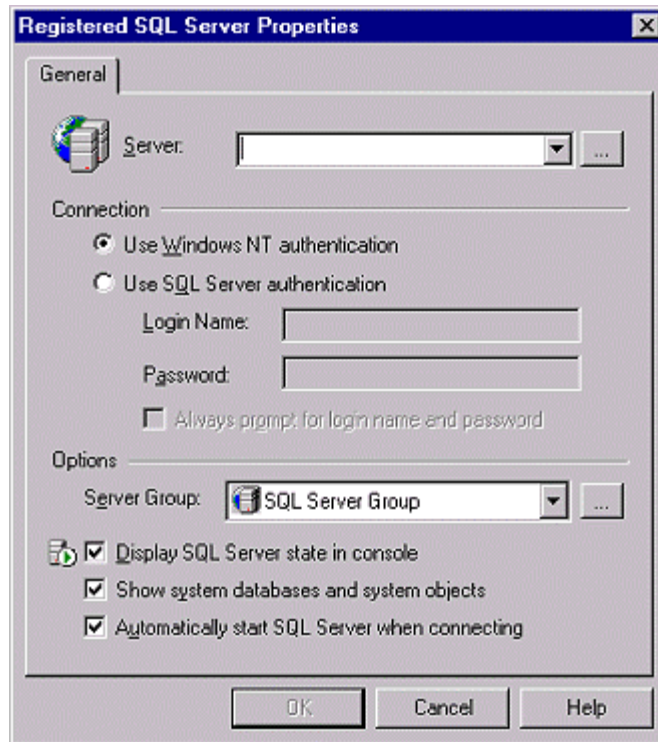 Registered SQL Server Properties
General
Server:
...
Connection
Use Windows NT authentication
Use SQL Server authentication
Login Name:
Password:
Always prompt for login name and password
Options
Server Group: SQL Server Group
...
Display SQL Server state in console
Show system databases and system objects
Automatically start SQL Server when connecting
OK Cancel Help